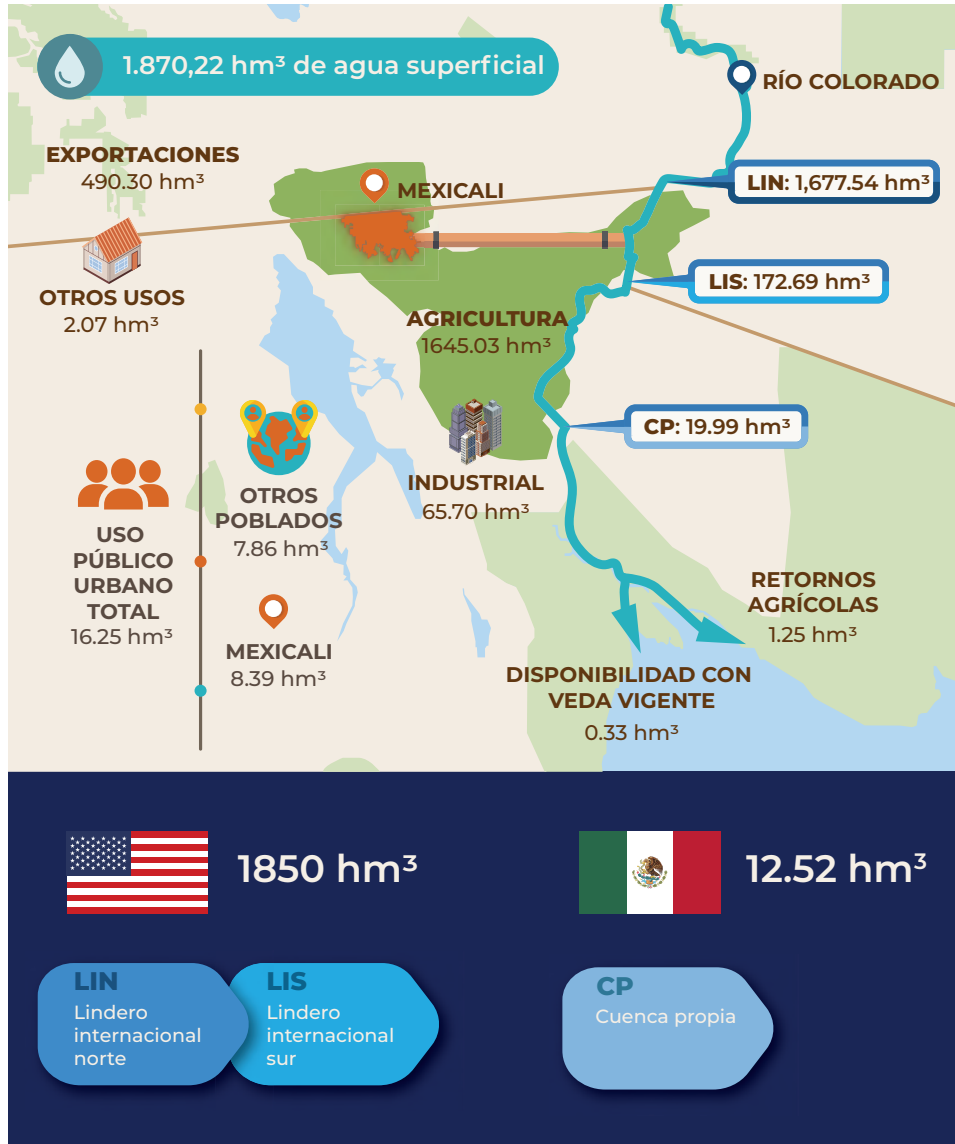 1.870,22 hm³ de agua superficial
RÍO COLORADO
EXPORTACIONES
490.30 hm³
MEXICALI
LIN: 1,677.54 hm³
OTROS USOS
2.07 hm³
LIS: 172.69 hm³
AGRICULTURA
1645.03 hm³
CP: 19.99 hm³
INDUSTRIAL
65.70 hm³
OTROS
POBLADOS
7.86 hm³
USO
PÚBLICO
URBANO
TOTAL
16.25 hm³
MEXICALI
8.39 hm³
RETORNOS
AGRÍCOLAS
1.25 hm³
DISPONIBILIDAD CON
VEDA VIGENTE
0.33 hm³
1850 hm³
12.52 hm³
LIN
Lindero
internacional
norte
LIS
Lindero
internacional
sur
CP
Cuenca propia